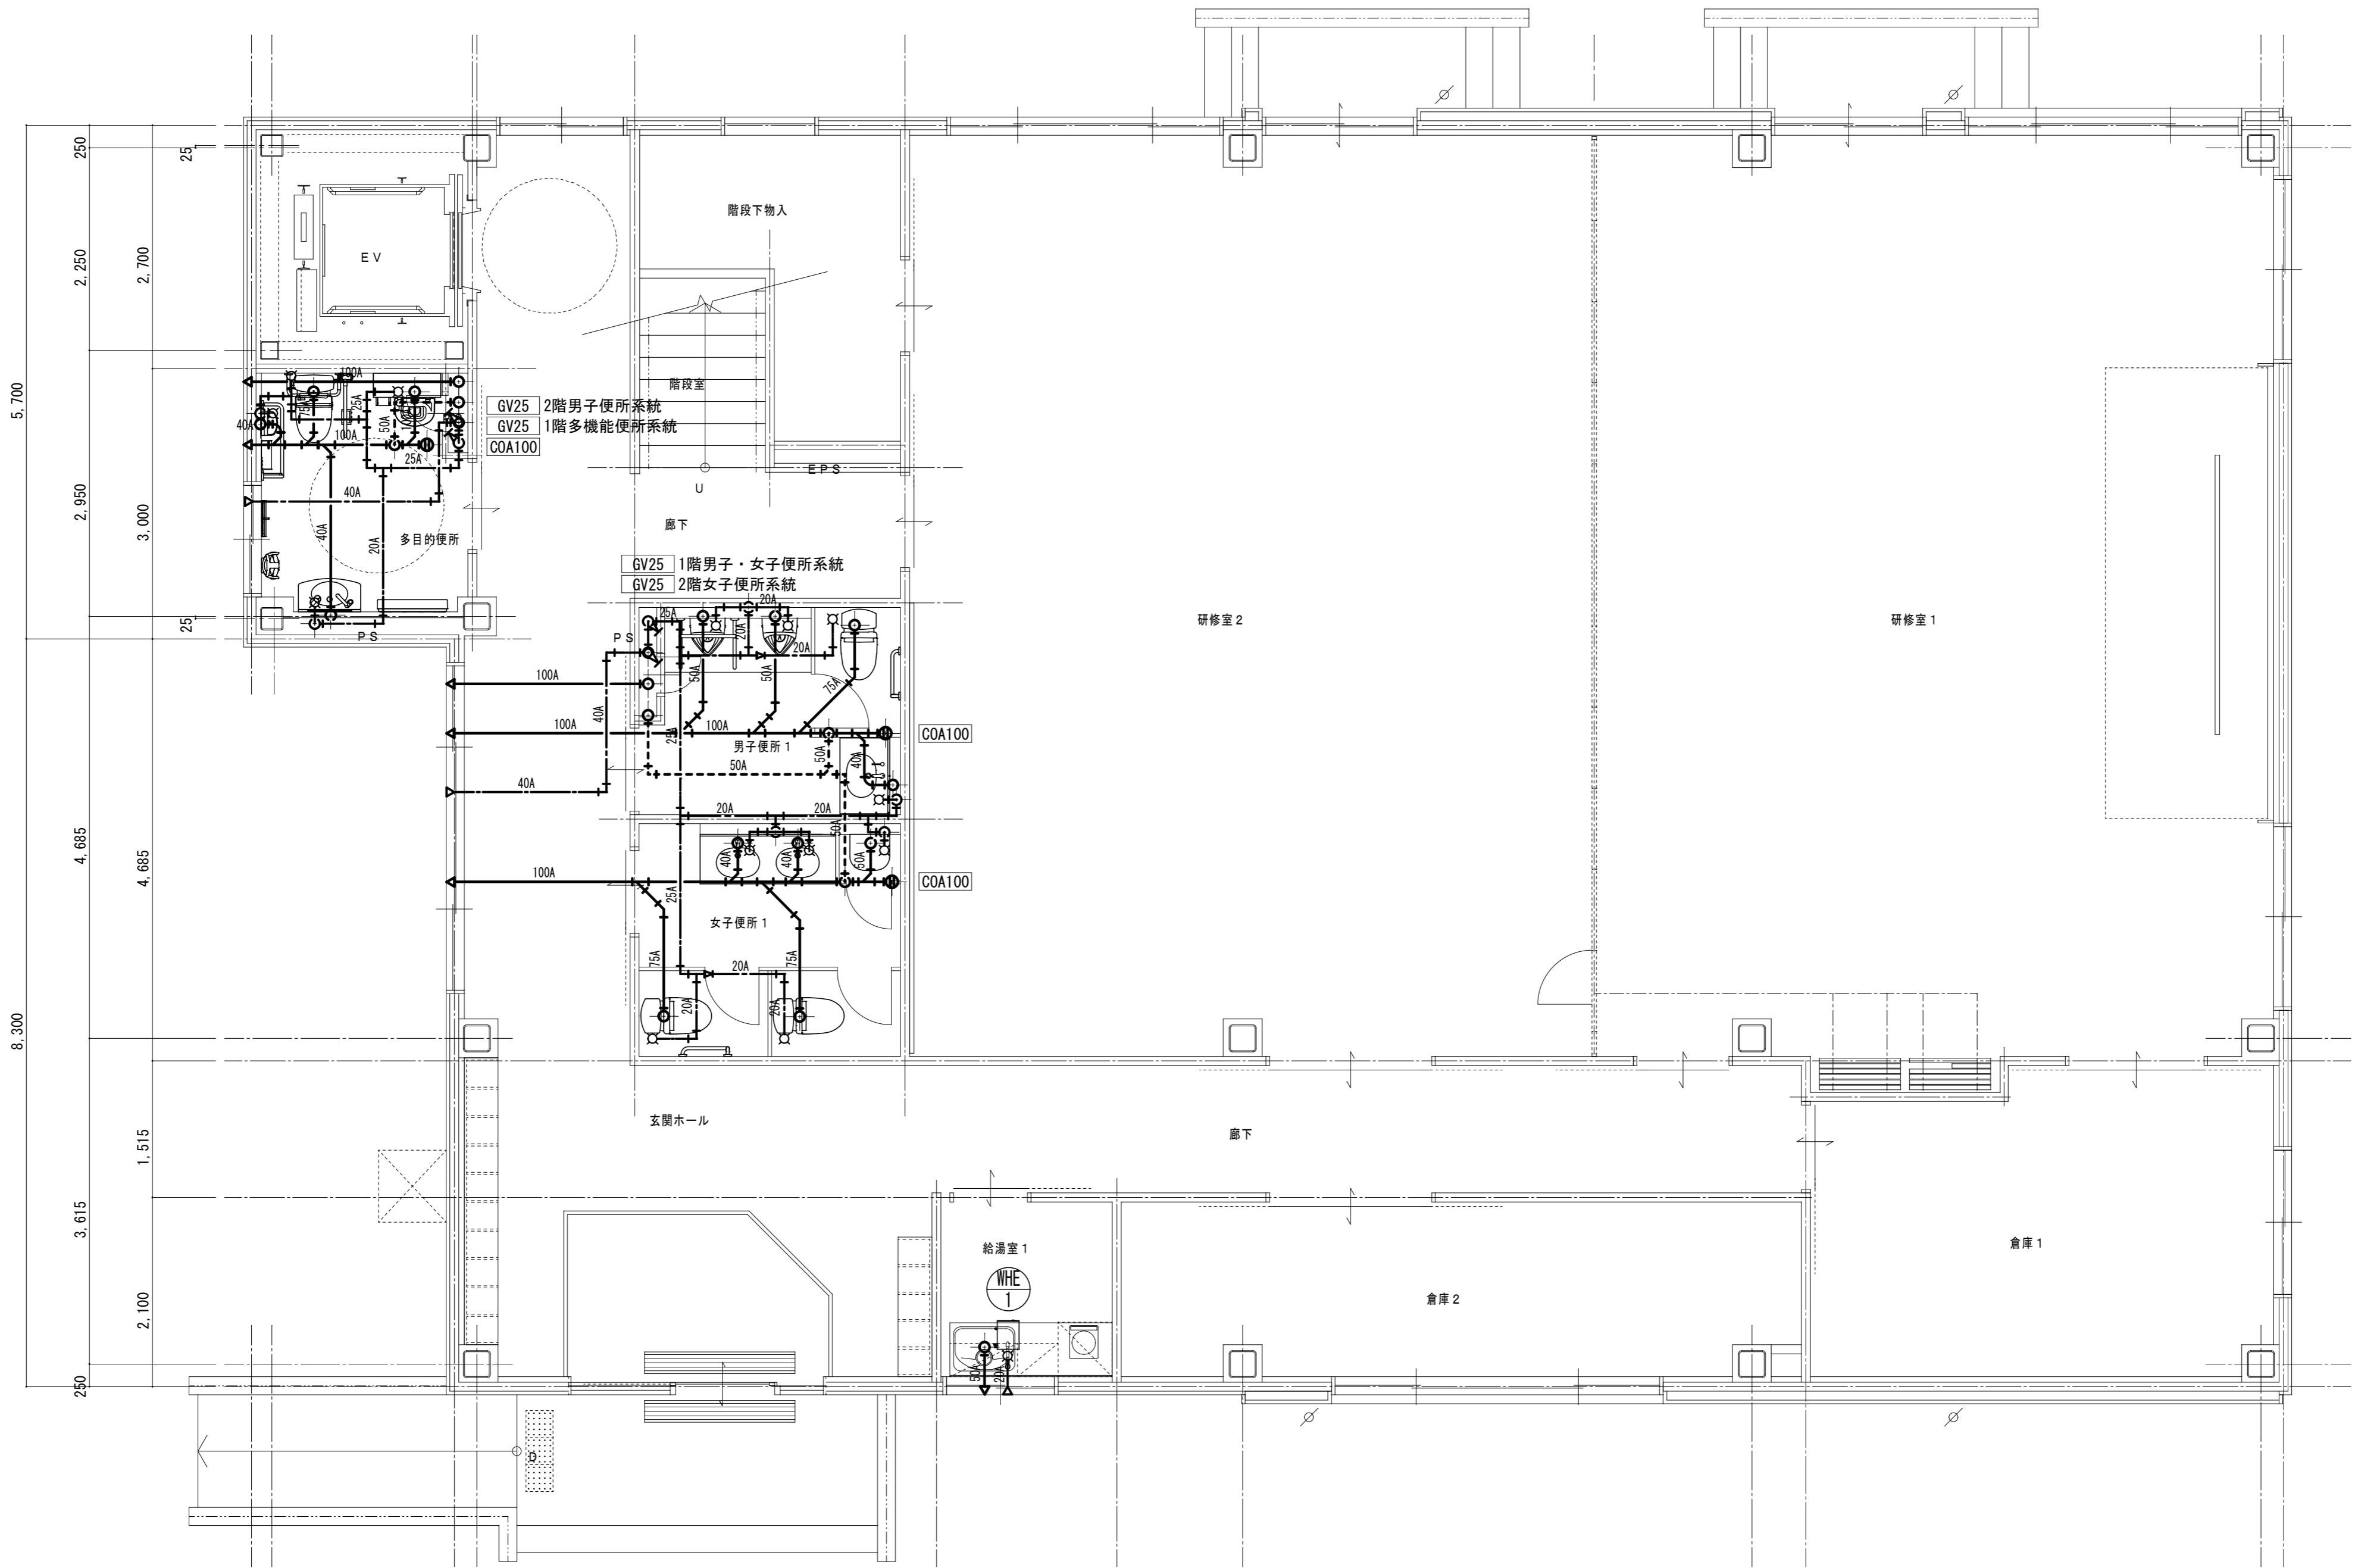 250
25
2,250
2,700
5,700
2,950
3,000
25
4,685
4,685
8,300
1,515
3,615
2,100
250
階段下物入
EV
階段室
100A
75A
25A
50A
100A
40A
100A
25A
40A
40A
20A
GV25 2階男子便所系統
GV25 1階多機能便所系統
COA100
EPS
U
廊下
多目的便所
PS
GV25 1階男子・女子便所系統
GV25 2階女子便所系統
研修室2
研修室1
PS
25A
20A
20A
20A
50A
50A
75A
100A
40A
100A
25A
100A
COA100
男子便所1
50A
40A
50A
40A
20A
20A
50A
40A
40A
50A
100A
COA100
25A
女子便所1
75A
75A
20A
20A
20A
玄関ホール
廊下
給湯室1
WHE
1
倉庫1
倉庫2
50A
20A
D